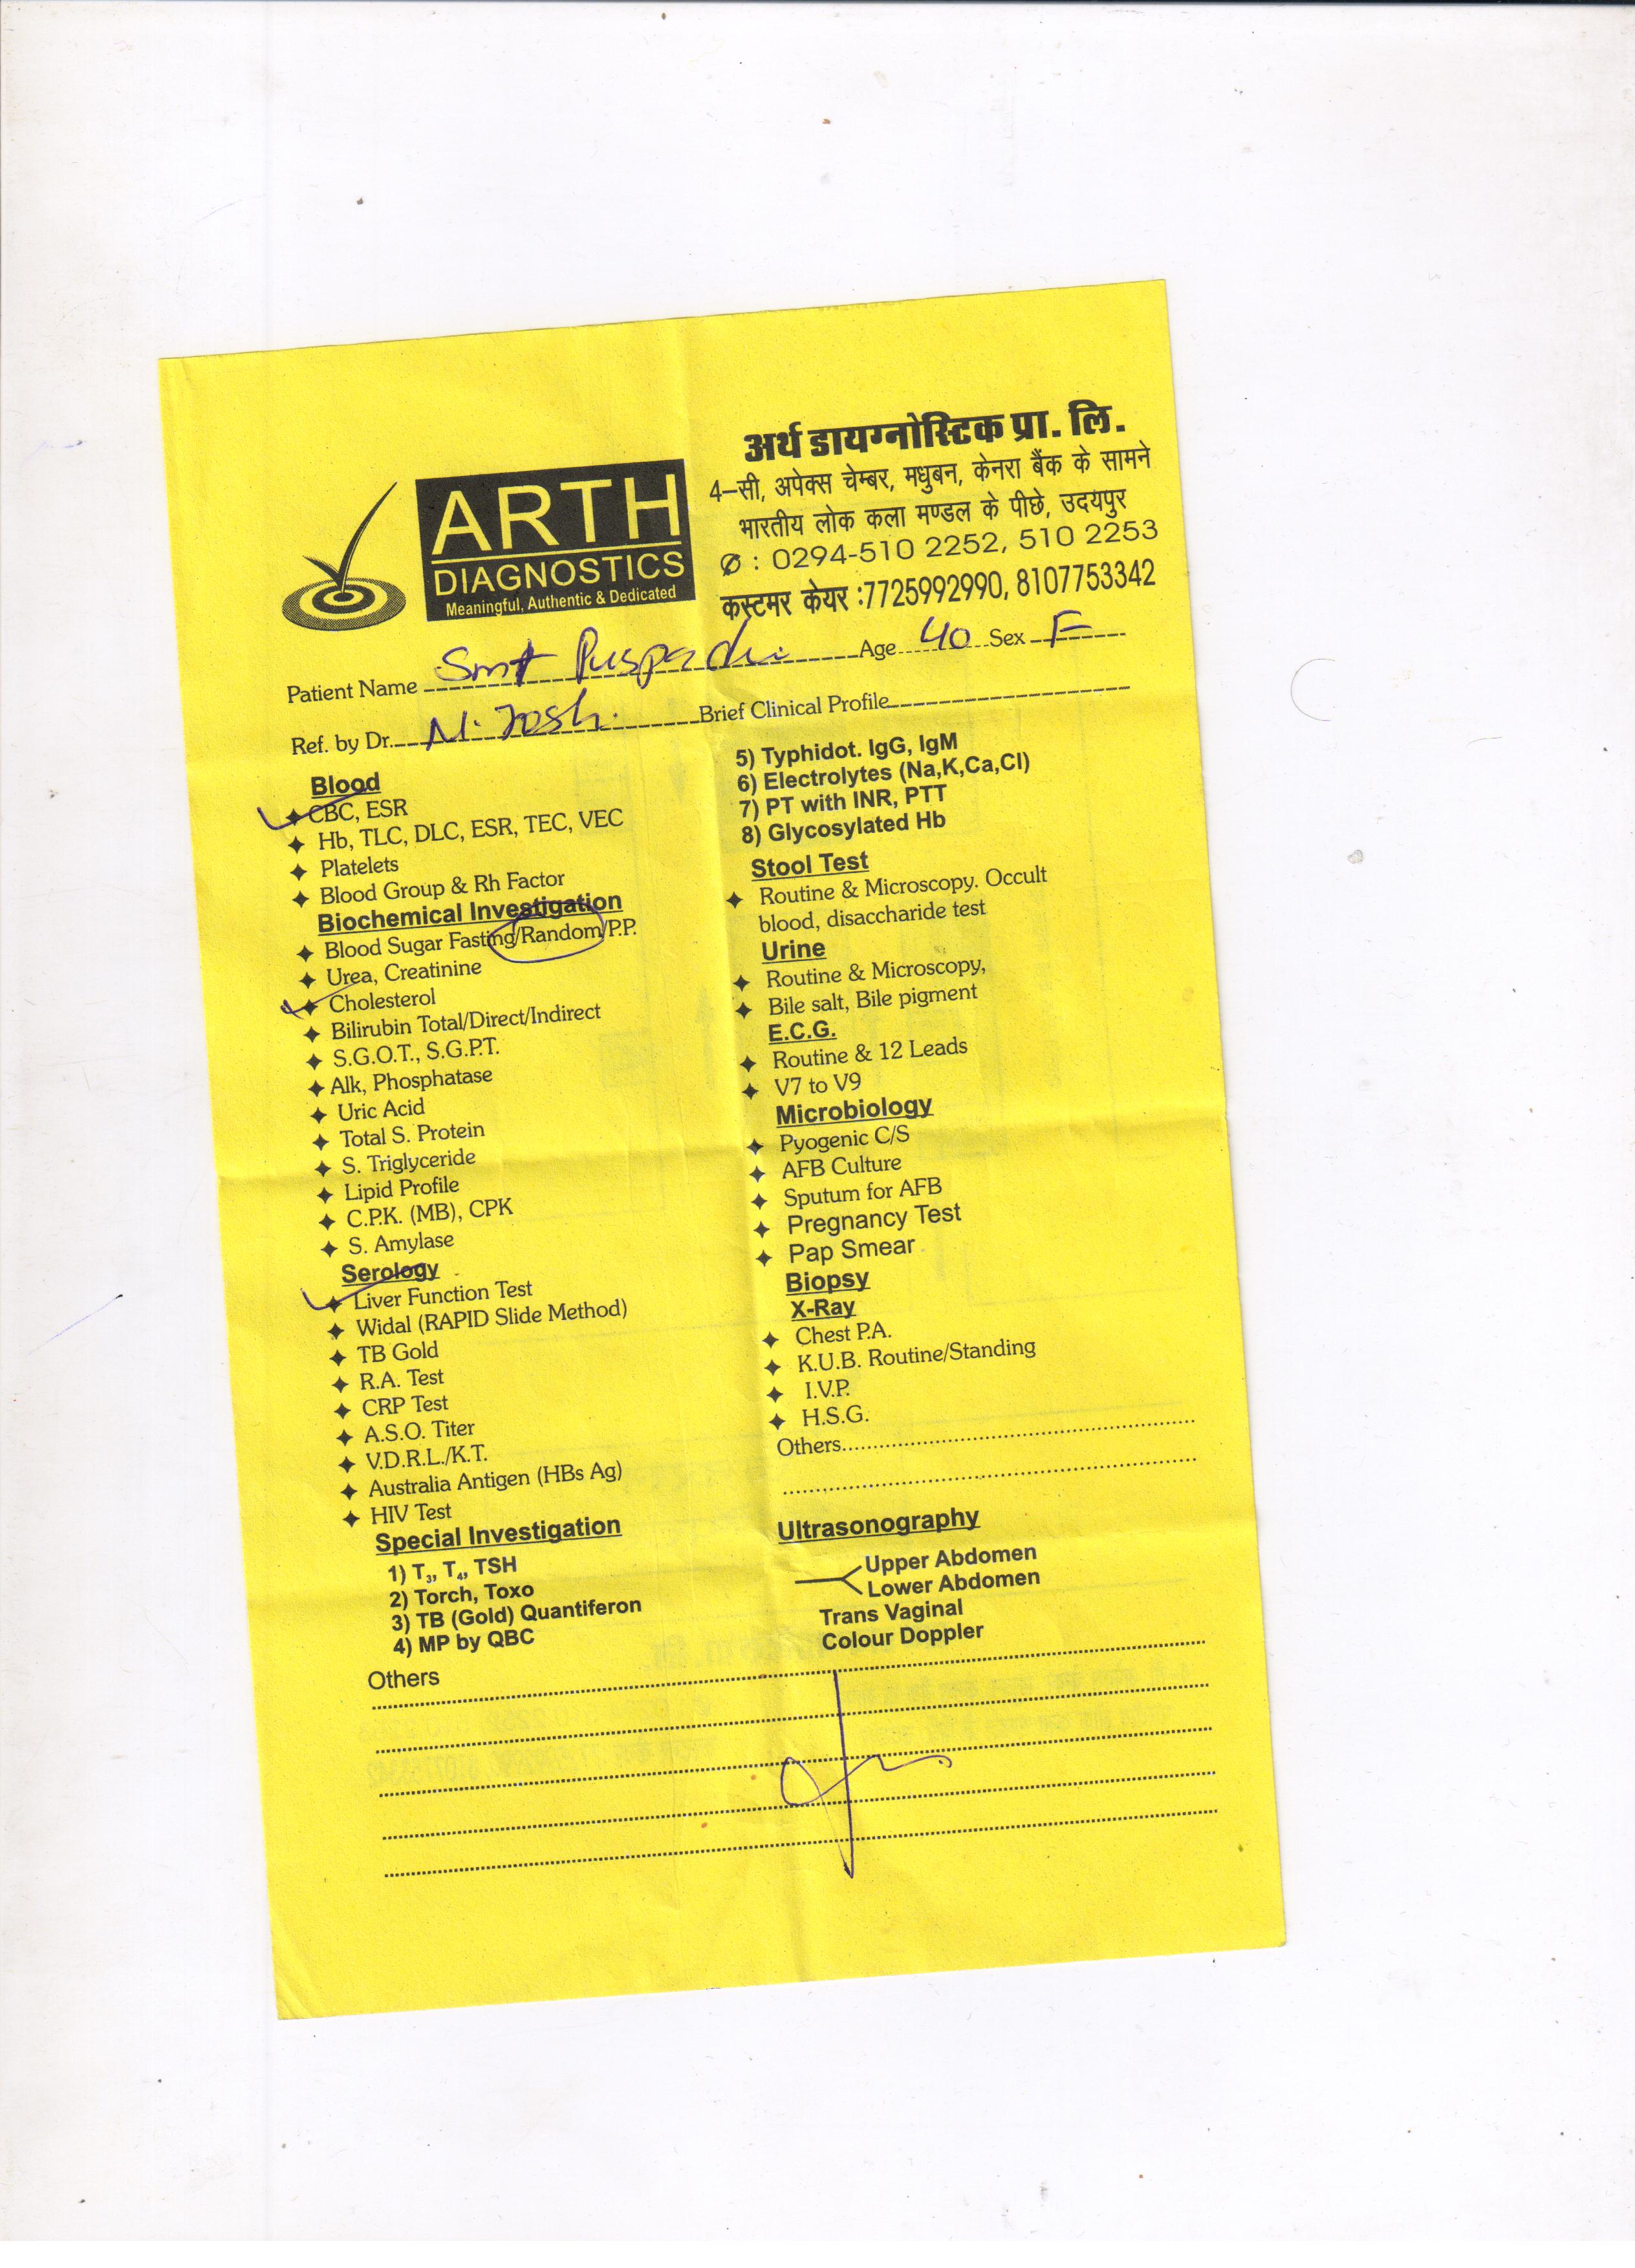 अर्थ डायग्नोस्टिक प्रा. लि.
4-सी, अपेक्स चेम्बर, मधुबन, केनरा बैंक के सामने
भारतीय लोक कला मण्डल के पीछे, उदयपुर
: 0294-510 2252, 510 2253
कस्टमर केयर :7725992990, 8107753342
ARTH
DIAGNOSTICS
Meaningful, Authentic & Dedicated
Patient Name Smt Age 40 Sex F
Ref. by Dr. N. Joshi Brief Clinical Profile
Blood
CBC, ESR
Hb, TLC, DLC, ESR, TEC, VEC
Platelets
Blood Group & Rh Factor
Biochemical Investigation
Blood Sugar Fasting/Random/P.P.
Urea, Creatinine
Cholesterol
Bilirubin Total/Direct/Indirect
S.G.O.T., S.G.P.T.
Alk, Phosphatase
Uric Acid
Total S. Protein
S. Triglyceride
Lipid Profile
C.P.K. (MB), CPK
S. Amylase
Serology
Liver Function Test
Widal (RAPID Slide Method)
TB Gold
R.A. Test
CRP Test
A.S.O. Titer
V.D.R.L./K.T.
Australia Antigen (HBs Ag)
HIV Test
Special Investigation
1) T3, T4, TSH
2) Torch, Toxo
3) TB (Gold) Quantiferon
4) MP by QBC
5) Typhidot. IgG, IgM
6) Electrolytes (Na,K,Ca,Cl)
7) PT with INR, PTT
8) Glycosylated Hb
Stool Test
Routine & Microscopy. Occult
blood, disaccharide test
Urine
Routine & Microscopy,
Bile salt, Bile pigment
E.C.G.
Routine & 12 Leads
V7 to V9
Microbiology
Pyogenic C/S
AFB Culture
Sputum for AFB
Pregnancy Test
Pap Smear
Biopsy
X-Ray
Chest P.A.
K.U.B. Routine/Standing
I.V.P.
H.S.G.
Others
Ultrasonography
Upper Abdomen
Lower Abdomen
Trans Vaginal
Colour Doppler
Others